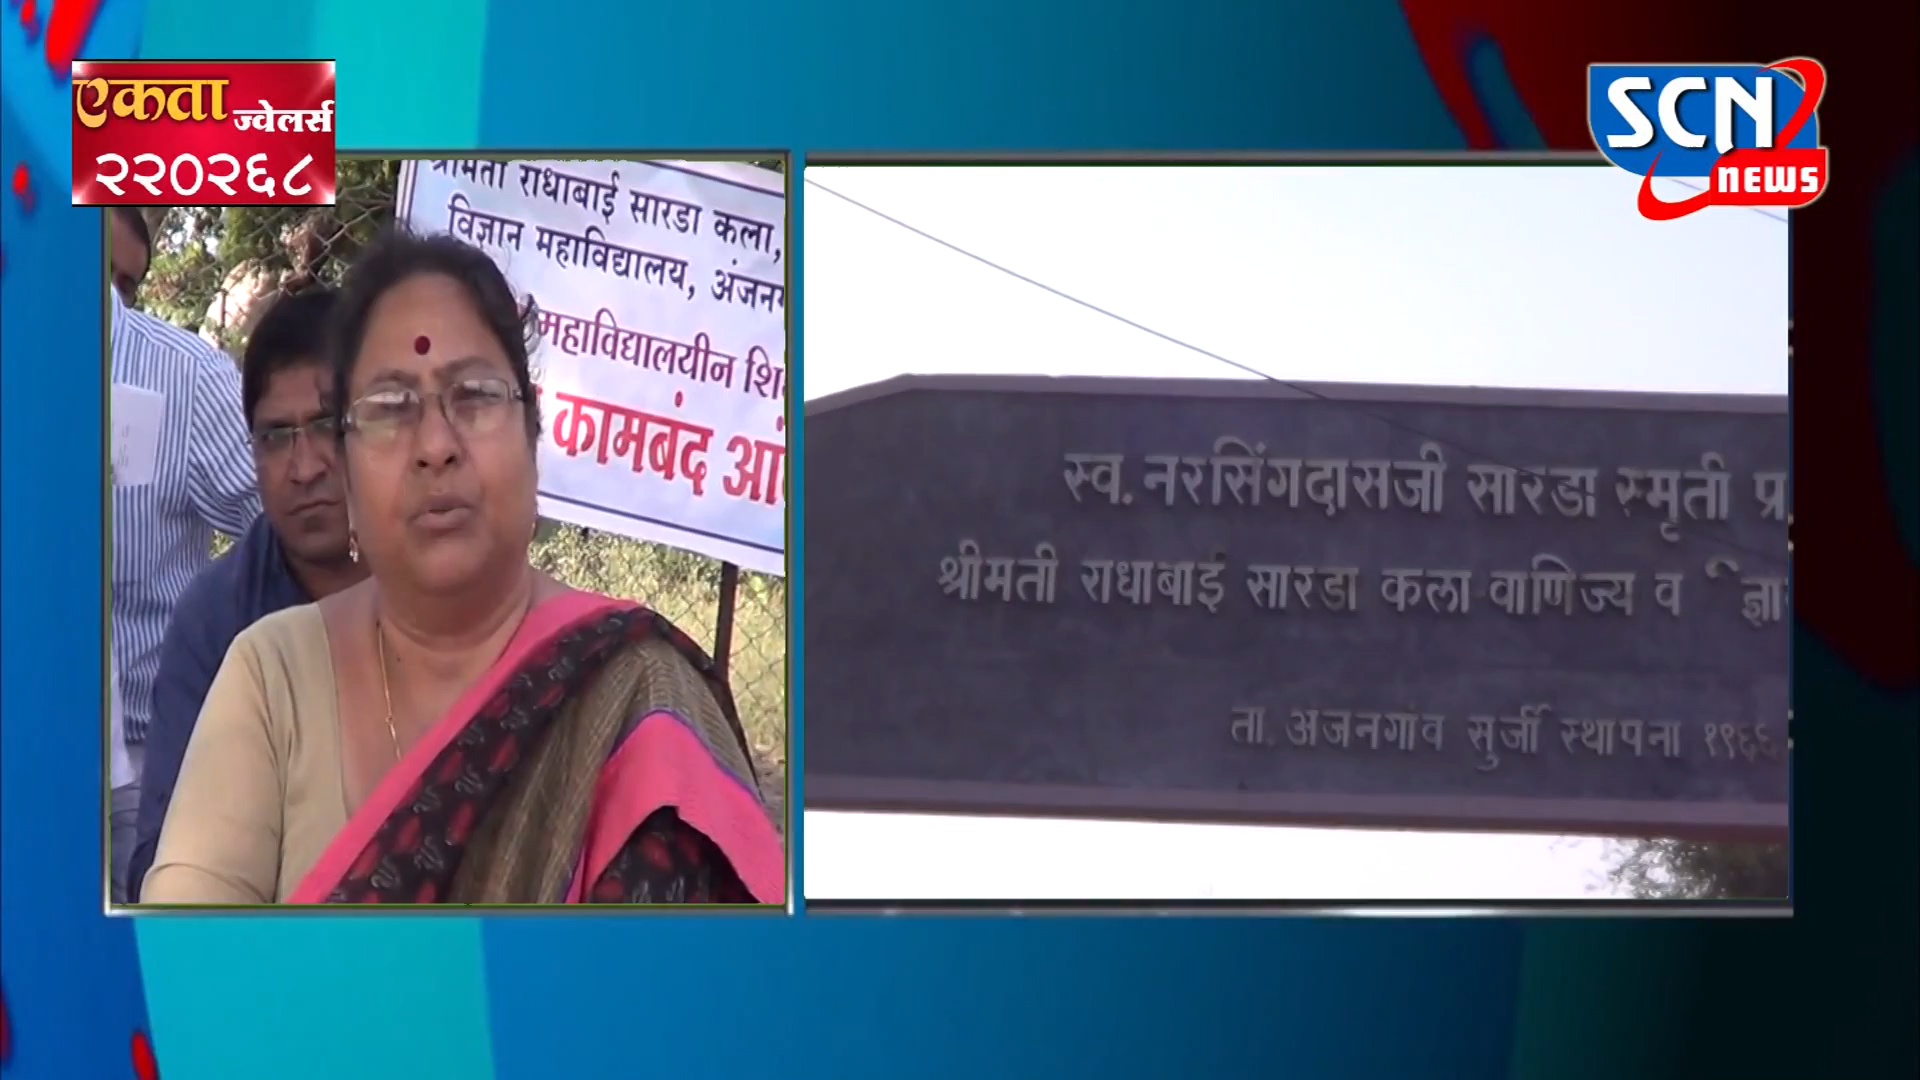 एकता
ज्वेलर्स
२२०२६८
SCN
NEWS
श्रीमती राधाबाई सारडा कला,
विज्ञान महाविद्यालय,
महाविद्यालयीन
कामबंद
स्व. नरसिंगदासजी सारडा स्मृती
श्रीमती राधाबाई सारडा कला वाणिज्य व
ता. अजनगांव सुर्जी स्थापना